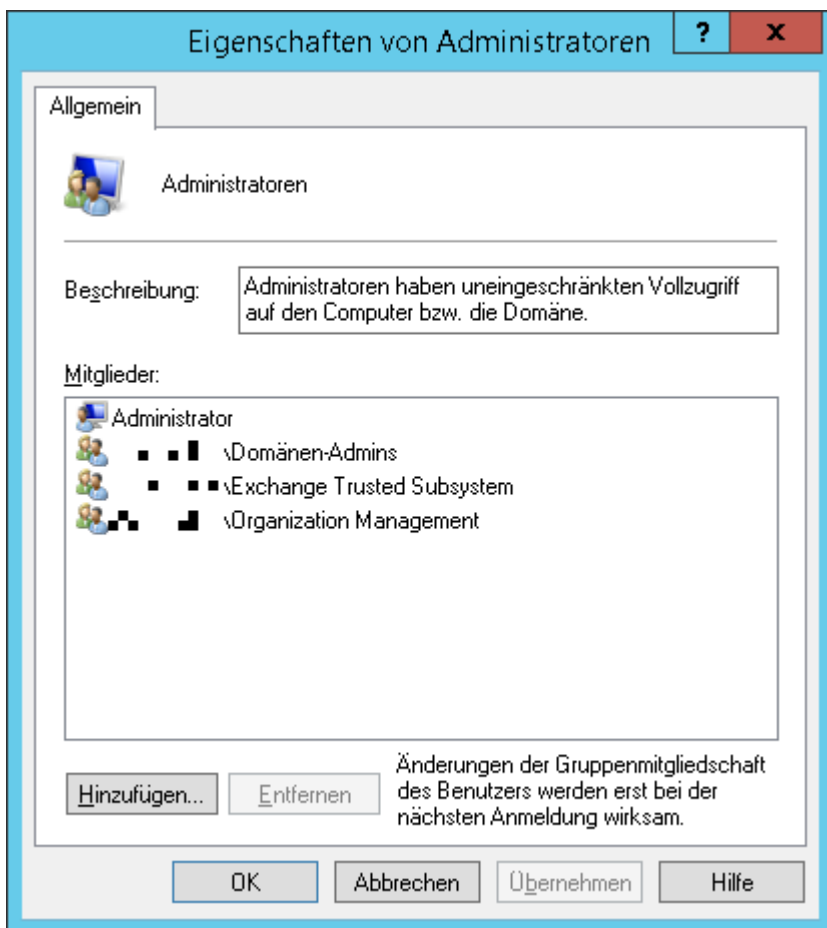 Eigenschaften von Administratoren
?
x
Allgemein
Administratoren
Beschreibung:
Administratoren haben uneingeschränkten Vollzugriff
auf den Computer bzw. die Domäne.
Mitglieder:
Administrator
\Domänen-Admins
\Exchange Trusted Subsystem
\Organization Management
Hinzufügen...
Entfernen
Änderungen der Gruppenmitgliedschaft
des Benutzers werden erst bei der
nächsten Anmeldung wirksam.
OK
Abbrechen
Übernehmen
Hilfe